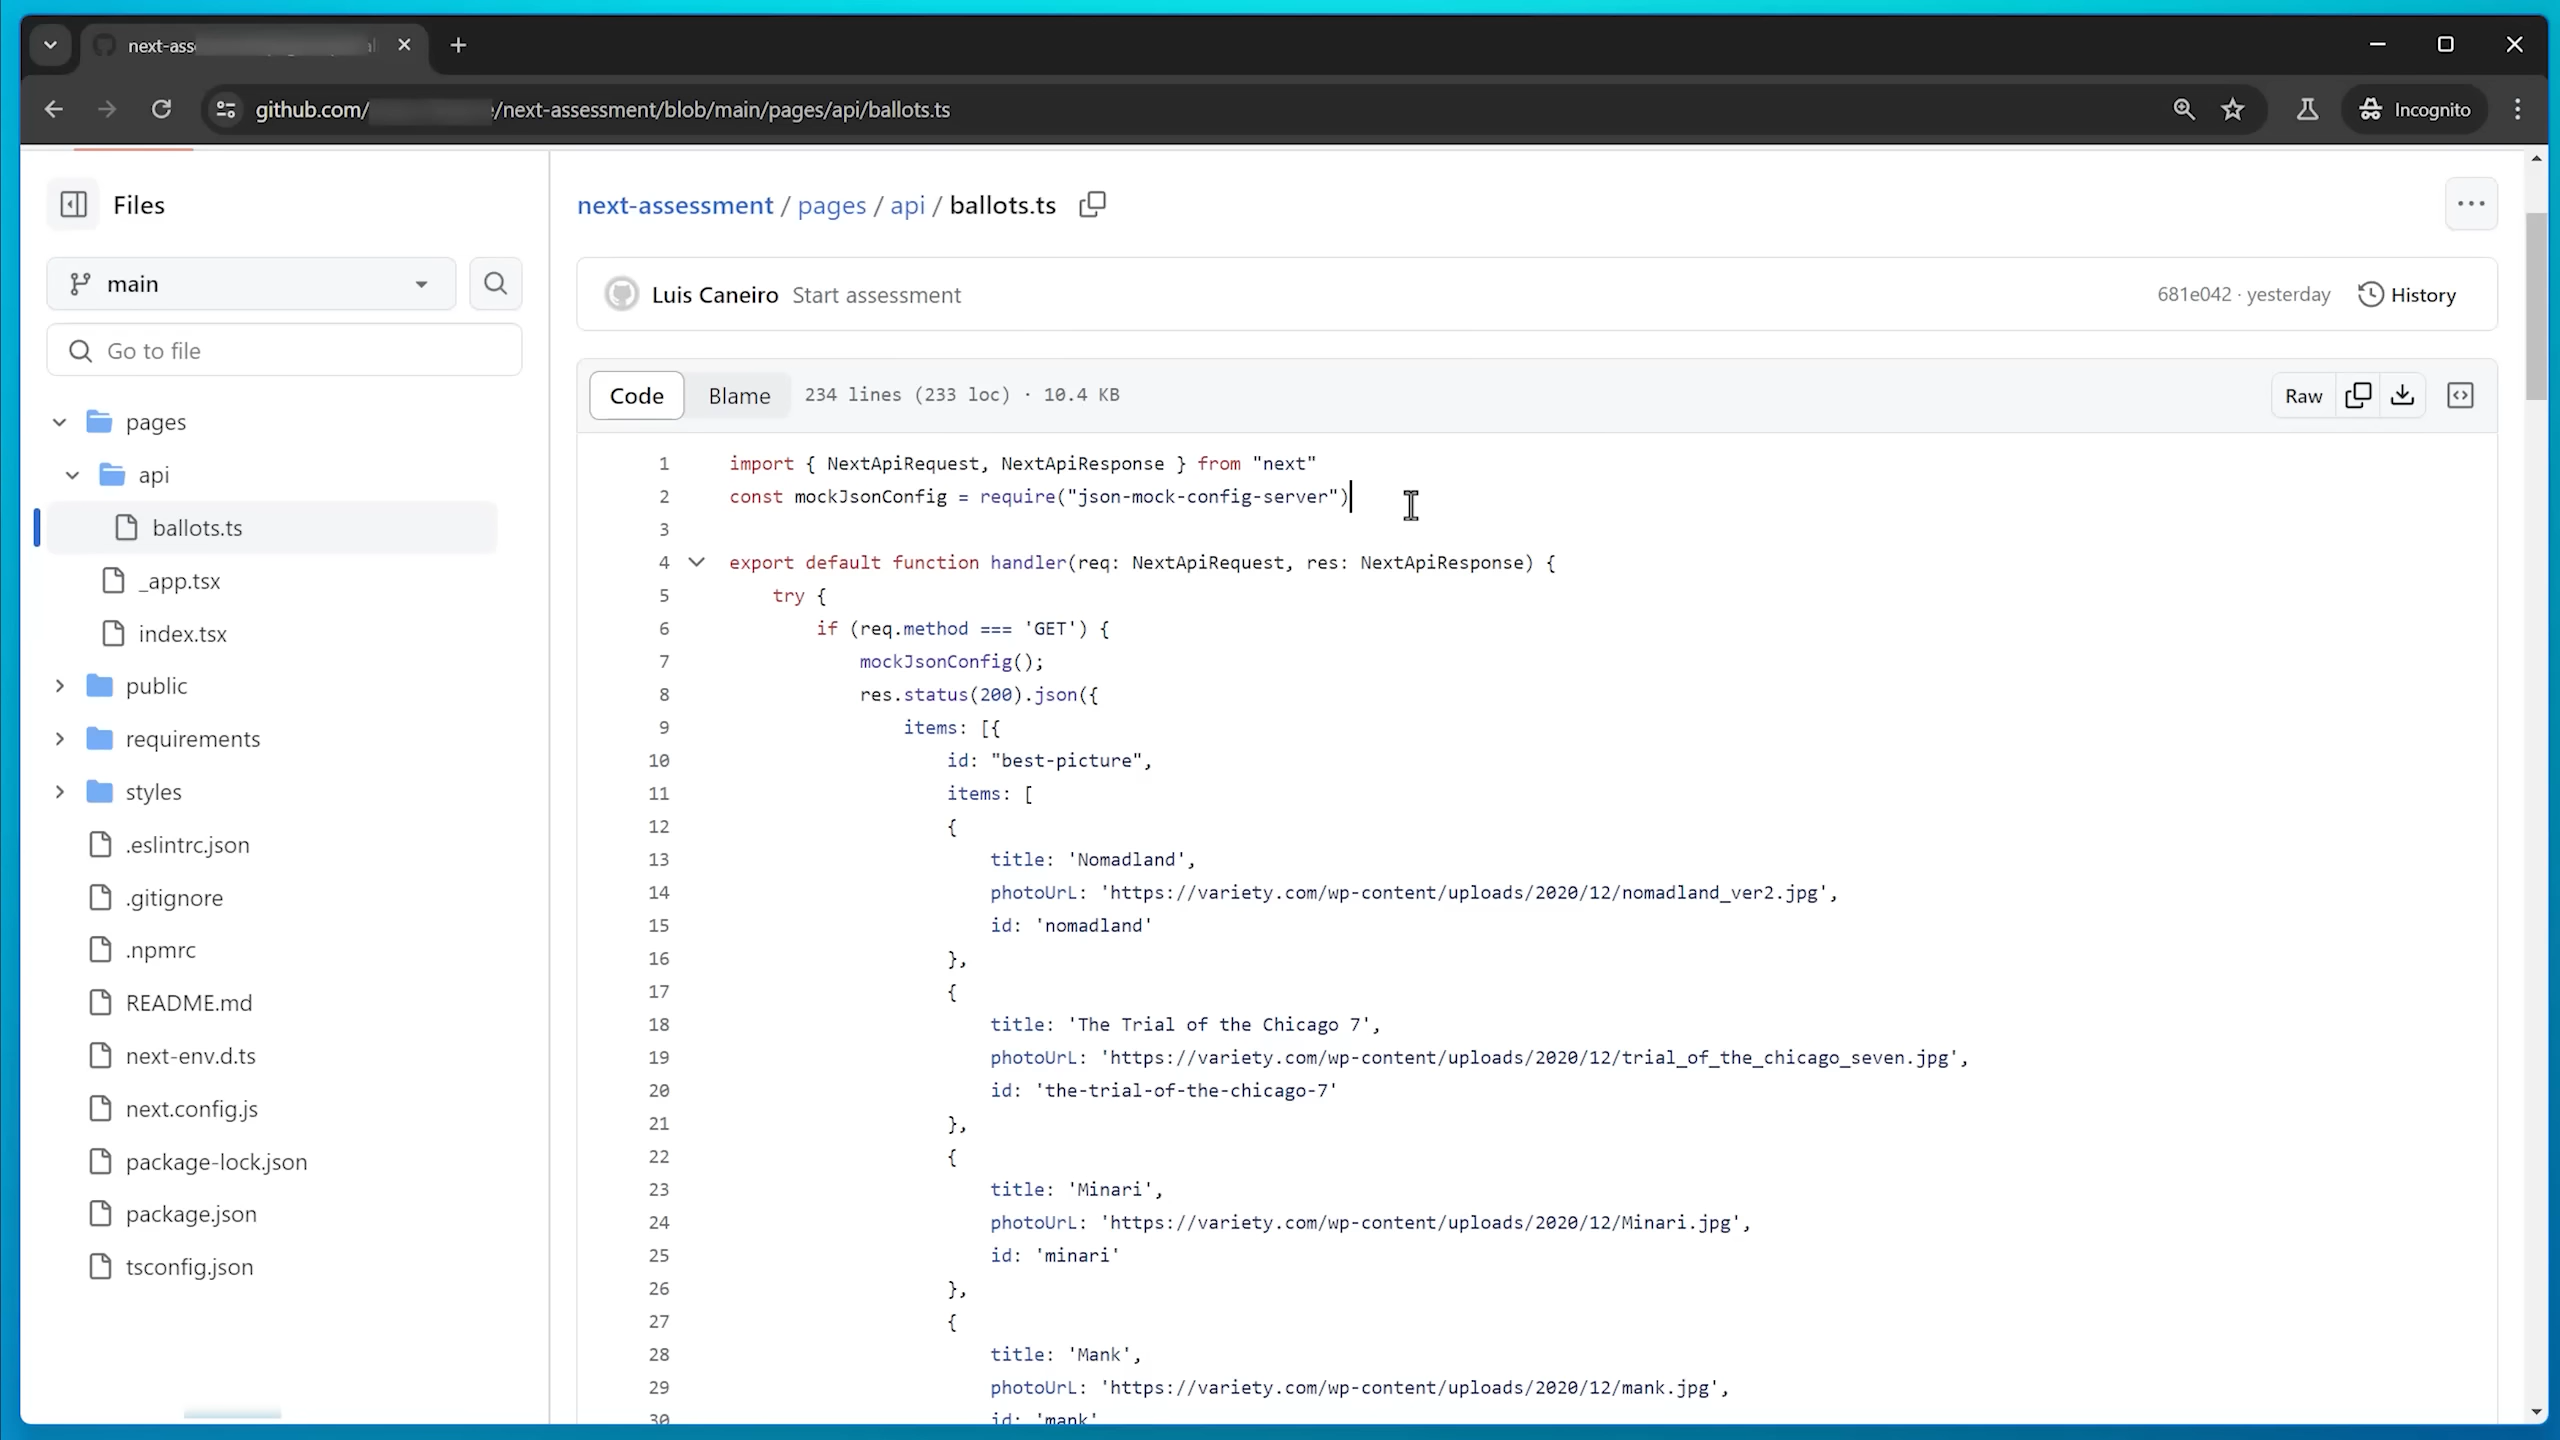 next-ass
github.com/ /next-assessment/blob/main/pages/api/ballots.ts
Incognito
Files
main
Go to file
pages
api
ballots.ts
_app.tsx
index.tsx
public
requirements
styles
.eslintrc.json
.gitignore
.npmrc
README.md
next-env.d.ts
next.config.js
package-lock.json
package.json
tsconfig.json
next-assessment / pages / api / ballots.ts
Luis Caneiro Start assessment 681e042 · yesterday History
Code Blame 234 lines (233 loc) · 10.4 KB Raw
1 import { NextApiRequest, NextApiResponse } from "next"
2 const mockJsonConfig = require("json-mock-config-server")
3
4 export default function handler(req: NextApiRequest, res: NextApiResponse) {
5 try {
6 if (req.method === 'GET') {
7 mockJsonConfig();
8 res.status(200).json({
9 items: [{
10 id: "best-picture",
11 items: [
12 {
13 title: 'Nomadland',
14 photoUrL: 'https://variety.com/wp-content/uploads/2020/12/nomadland_ver2.jpg',
15 id: 'nomadland'
16 },
17 {
18 title: 'The Trial of the Chicago 7',
19 photoUrL: 'https://variety.com/wp-content/uploads/2020/12/trial_of_the_chicago_seven.jpg',
20 id: 'the-trial-of-the-chicago-7'
21 },
22 {
23 title: 'Minari',
24 photoUrL: 'https://variety.com/wp-content/uploads/2020/12/Minari.jpg',
25 id: 'minari'
26 },
27 {
28 title: 'Mank',
29 photoUrL: 'https://variety.com/wp-content/uploads/2020/12/mank.jpg',
30 id: 'mank'